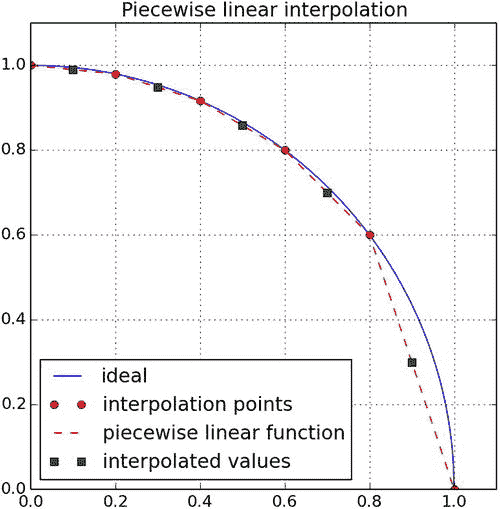 Piecewise linear interpolation
1.0
0.8
0.6
0.4
0.2
0.0
ideal
interpolation points
piecewise linear function
interpolated values
0.0 0.2 0.4 0.6 0.8 1.0